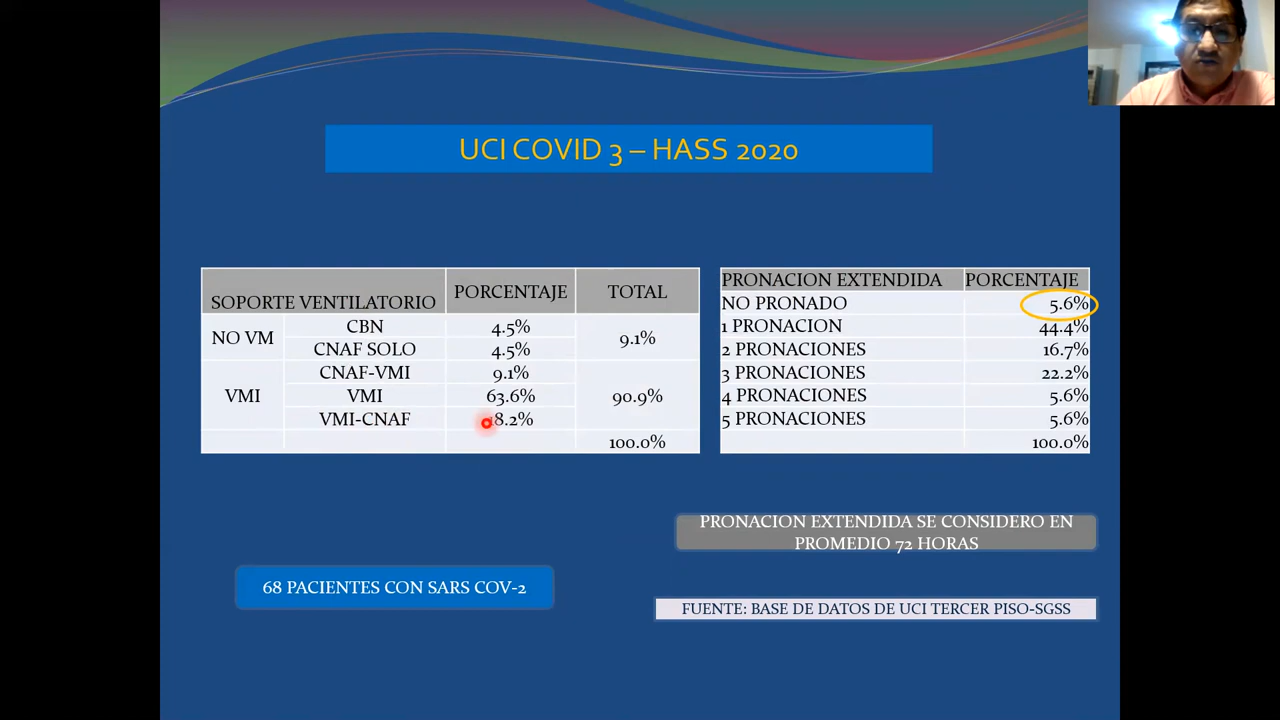 UCI COVID 3 – HASS 2020
SOPORTE VENTILATORIO PORCENTAJE TOTAL
NO VM CBN 4.5% 9.1%
CNAF SOLO 4.5%
CNAF-VMI 9.1%
VMI VMI 63.6% 90.9%
VMI-CNAF 8.2%
100.0%
PRONACION EXTENDIDA PORCENTAJE
NO PRONADO 5.6%
1 PRONACION 44.4%
2 PRONACIONES 16.7%
3 PRONACIONES 22.2%
4 PRONACIONES 5.6%
5 PRONACIONES 5.6%
100.0%
PRONACION EXTENDIDA SE CONSIDERO EN
PROMEDIO 72 HORAS
68 PACIENTES CON SARS COV-2
FUENTE: BASE DE DATOS DE UCI TERCER PISO-SGSS